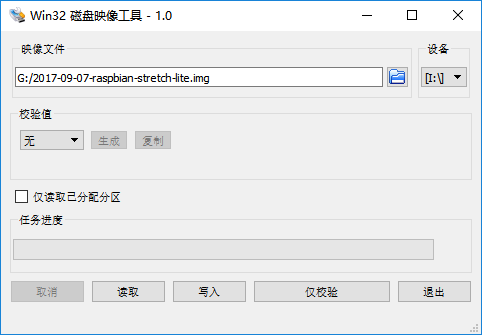 Win32 磁盘映像工具 - 1.0
映像文件
设备
G:/2017-09-07-raspbian-stretch-lite.img
[I:\]
校验值
无
生成
复制
仅读取已分配分区
任务进度
取消
读取
写入
仅校验
退出